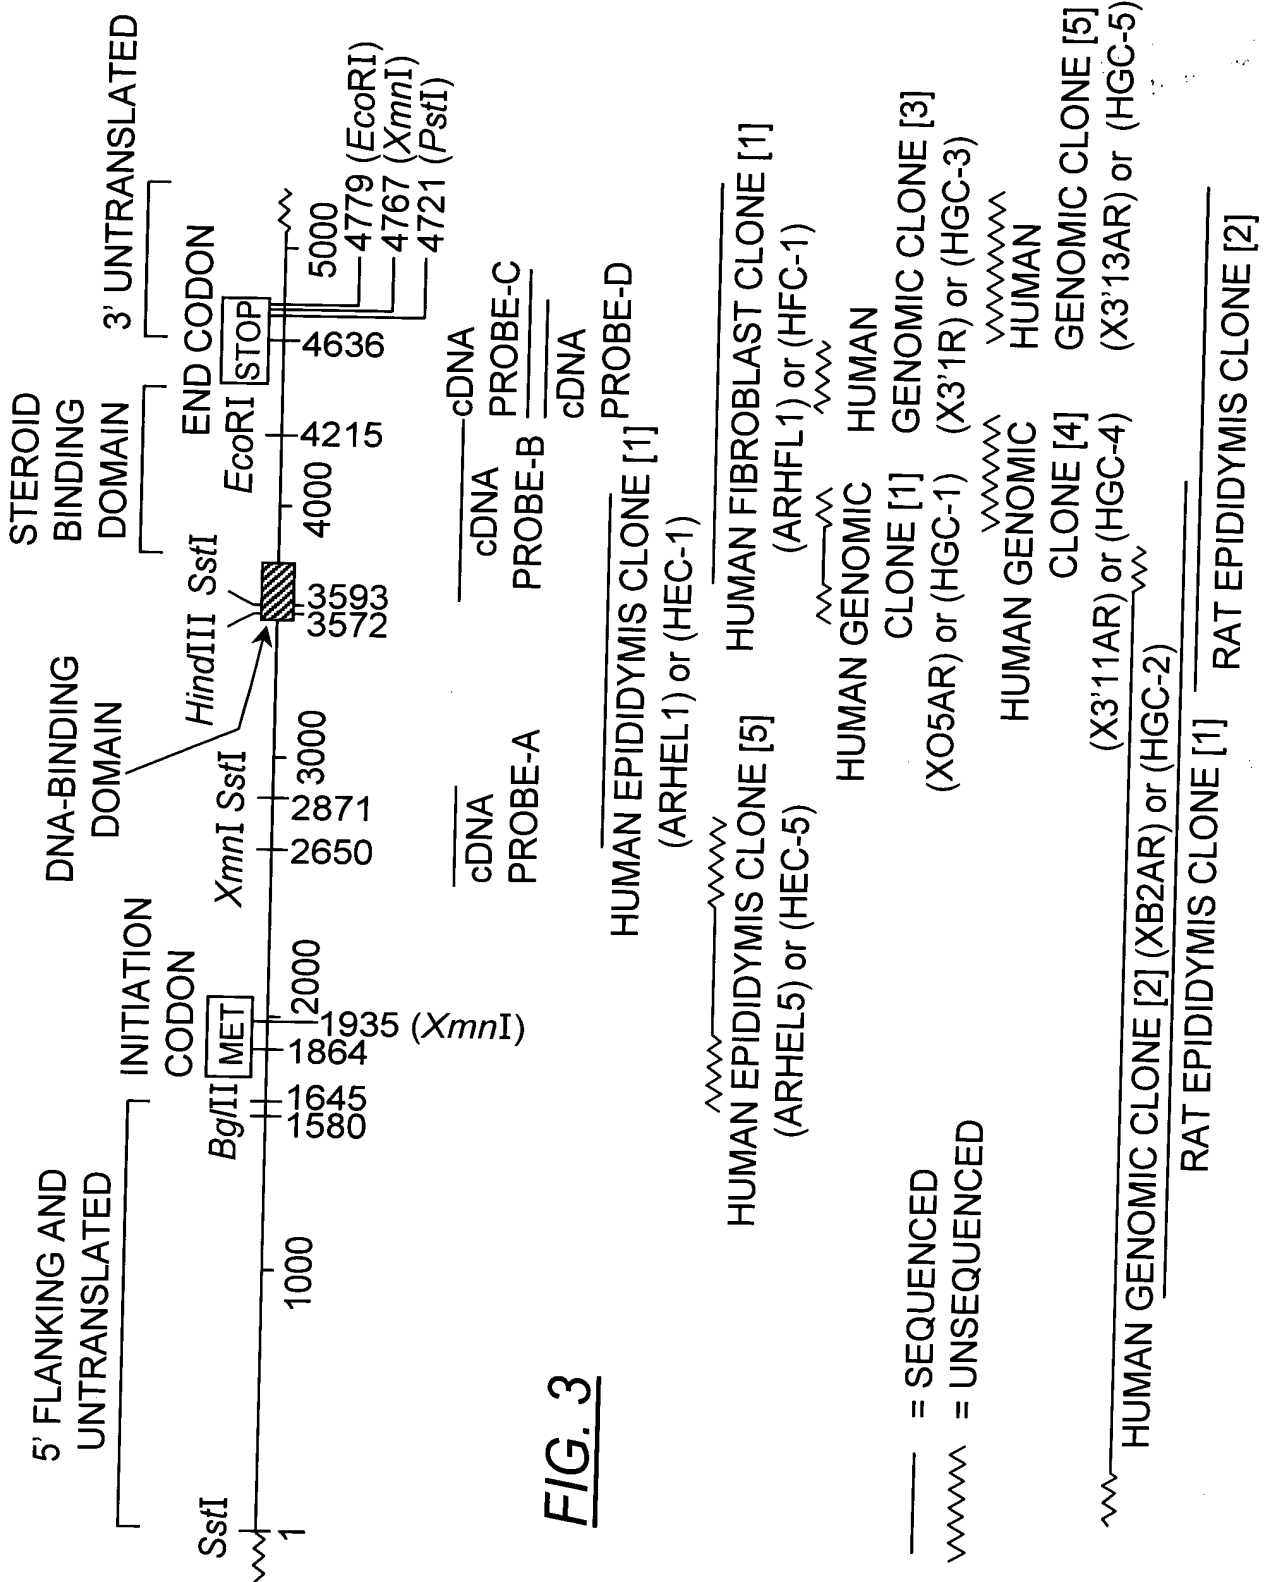 5' FLANKING AND
UNTRANSLATED
INITIATION
CODON
DNA-BINDING
DOMAIN
STEROID
BINDING
DOMAIN
3' UNTRANSLATED
END CODON
SstI
BglII
MET
XmnI SstI
HindIII SstI
EcoRI
STOP
1
1000
1580
1645
1864
1935 (XmnI)
2000
2650
2871
3000
3572
3593
4000
4215
4636
5000
4779 (EcoRI)
4767 (XmnI)
4721 (PstI)
cDNA
PROBE-A
cDNA
PROBE-B
cDNA
PROBE-C
cDNA
PROBE-D
HUMAN EPIDIDYMIS CLONE [1]
(ARHEL1) or (HEC-1)
HUMAN EPIDIDYMIS CLONE [5]
(ARHEL5) or (HEC-5)
HUMAN FIBROBLAST CLONE [1]
(ARHFL1) or (HFC-1)
HUMAN GENOMIC
CLONE [1]
(XO5AR) or (HGC-1)
HUMAN
GENOMIC CLONE [3]
(X3'1R) or (HGC-3)
HUMAN GENOMIC
CLONE [4]
(X3'11AR) or (HGC-4)
HUMAN
GENOMIC CLONE [5]
(X3'13AR) or (HGC-5)
HUMAN GENOMIC CLONE [2] (XB2AR) or (HGC-2)
RAT EPIDIDYMIS CLONE [1]
RAT EPIDIDYMIS CLONE [2]
= SEQUENCED
= UNSEQUENCED
FIG. 3